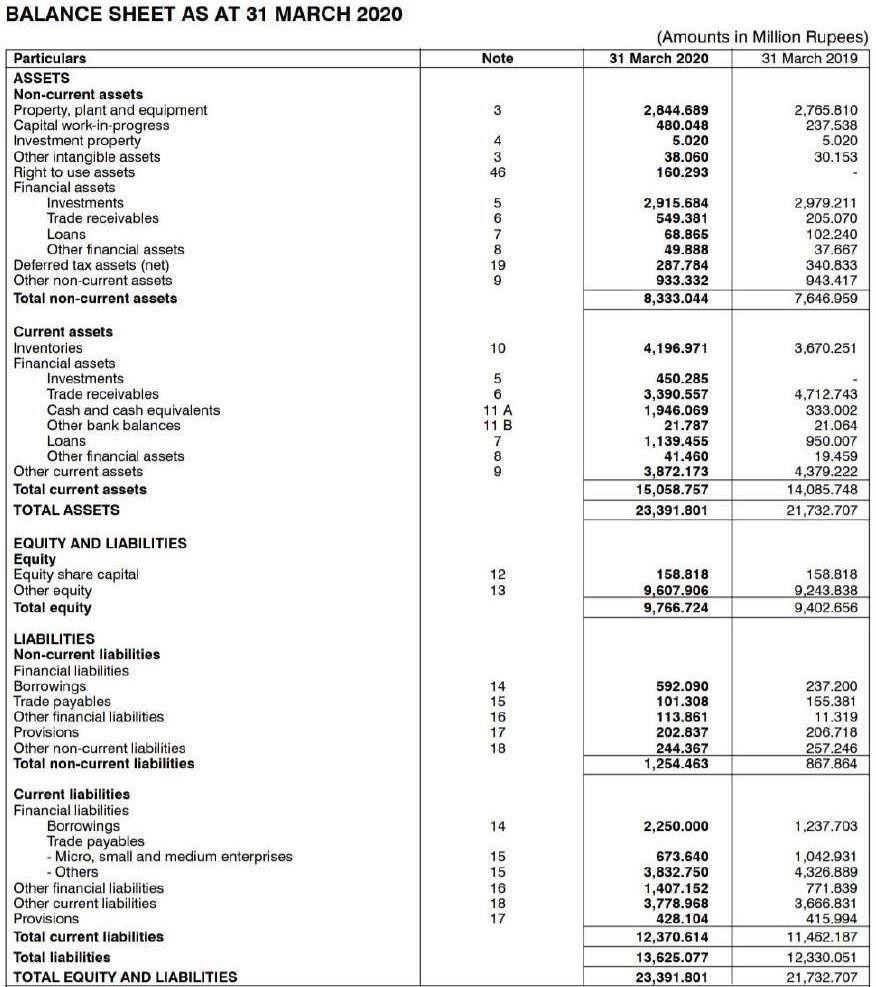 BALANCE SHEET AS AT 31 MARCH 2020
(Amounts in Million Rupees)
Particulars Note 31 March 2020 31 March 2019
ASSETS
Non-current assets
Property, plant and equipment 3 2,844.689 2,765.810
Capital work-in-progress 480.048 237.538
Investment property 4 5.020 5.020
Other intangible assets 3 38.060 30.153
Right to use assets 46 160.293 -
Financial assets
Investments 5 2,915.684 2,979.211
Trade receivables 6 549.381 205.070
Loans 7 68.865 102.240
Other financial assets 8 49.888 37.667
Deferred tax assets (net) 19 287.784 340.833
Other non-current assets 9 933.332 943.417
Total non-current assets 8,333.044 7,646.959
Current assets
Inventories 10 4,196.971 3,670.251
Financial assets
Investments 5 450.285 -
Trade receivables 6 3,390.557 4,712.743
Cash and cash equivalents 11 A 1,946.069 333.002
Other bank balances 11 B 21.787 21.064
Loans 7 1,139.455 950.007
Other financial assets 8 41.460 19.459
Other current assets 9 3,872.173 4,379.222
Total current assets 15,058.757 14,085.748
TOTAL ASSETS 23,391.801 21,732.707
EQUITY AND LIABILITIES
Equity
Equity share capital 12 158.818 158.818
Other equity 13 9,607.906 9,243.838
Total equity 9,766.724 9,402.656
LIABILITIES
Non-current liabilities
Financial liabilities
Borrowings 14 592.090 237.200
Trade payables 15 101.308 155.381
Other financial liabilities 16 113.861 11.319
Provisions 17 202.837 206.718
Other non-current liabilities 18 244.367 257.246
Total non-current liabilities 1,254.463 867.864
Current liabilities
Financial liabilities
Borrowings 14 2,250.000 1,237.703
Trade payables
- Micro, small and medium enterprises 15 673.640 1,042.931
- Others 15 3,832.750 4,326.889
Other financial liabilities 16 1,407.152 771.839
Other current liabilities 18 3,778.968 3,666.831
Provisions 17 428.104 415.994
Total current liabilities 12,370.614 11,462.187
Total liabilities 13,625.077 12,330.051
TOTAL EQUITY AND LIABILITIES 23,391.801 21,732.707